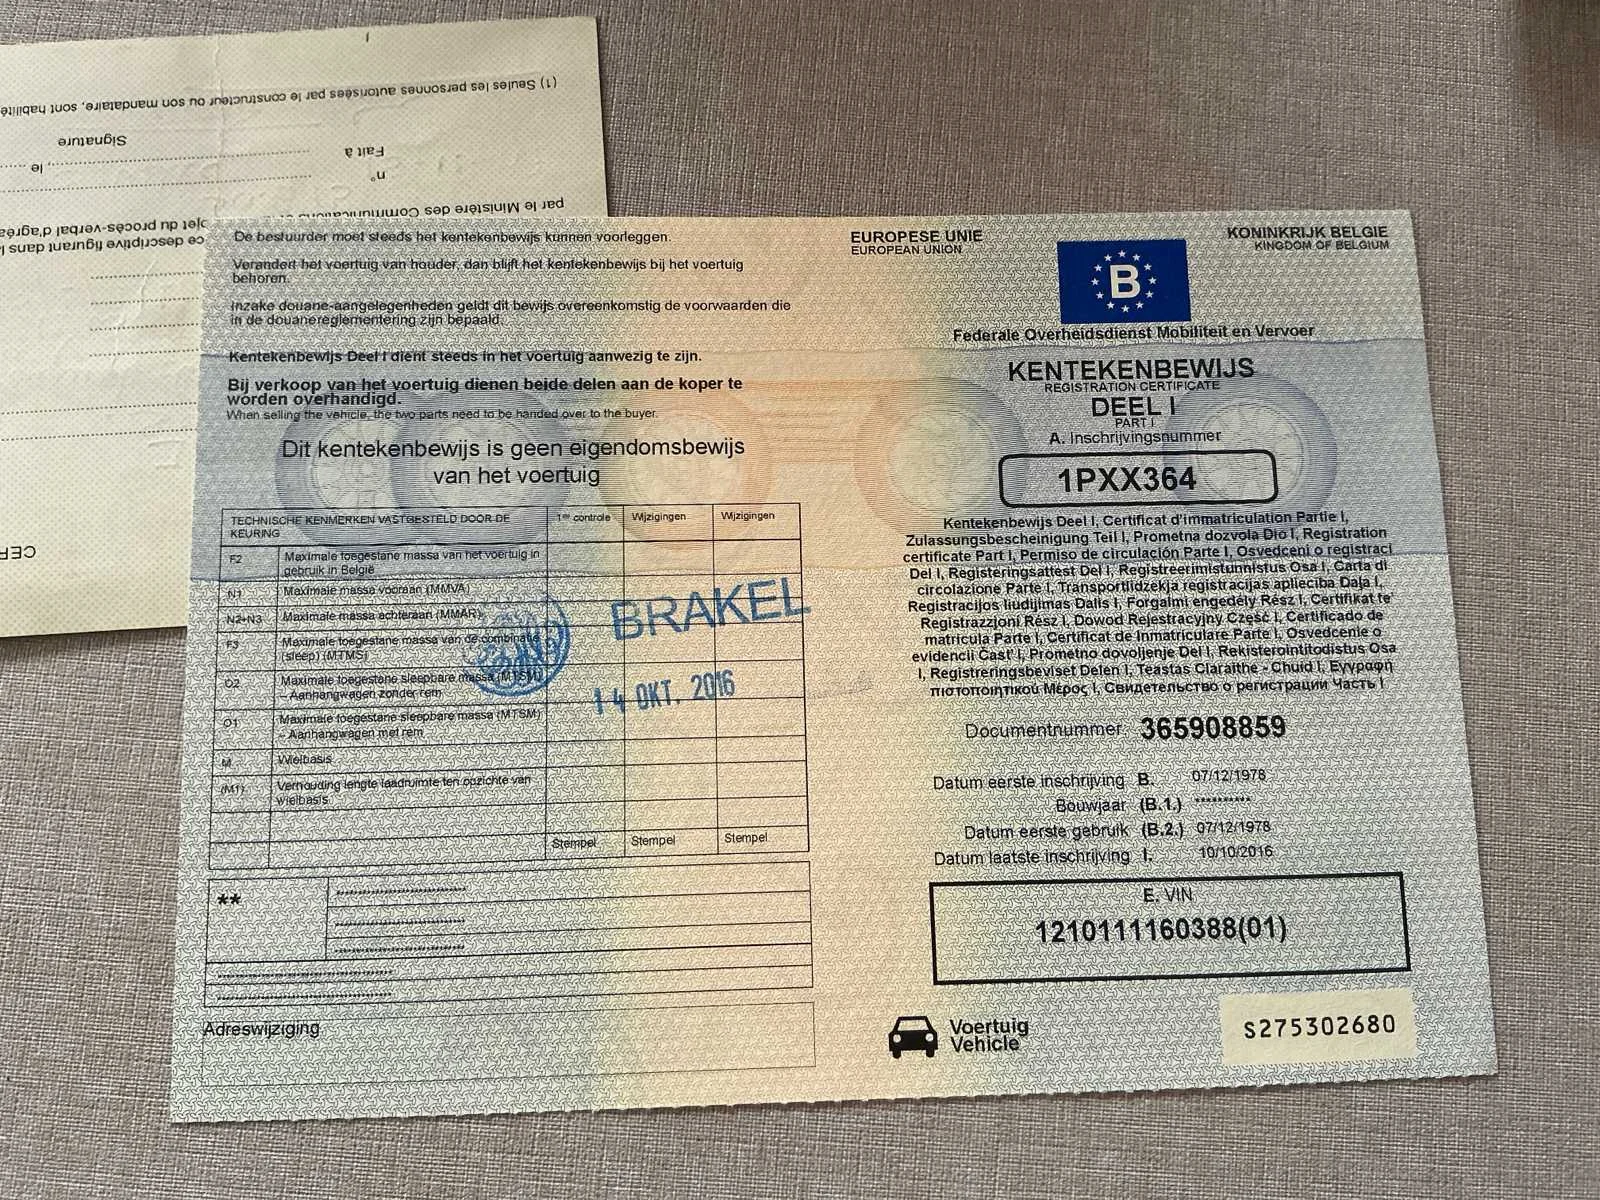 (1) Seules les personnes autorisées par le constructeur ou son mandataire, sont
Signature
Fait à
, le
n°
par le Ministère des Communications
procès-verbal
descriptive figurant dans
De bestuurder moet steeds het kentekenbewijs kunnen voorleggen.
Verandert het voertuig van houder, dan blijft het kentekenbewijs bij het voertuig
behoren.
Inzake douane-aangelegenheden geldt dit bewijs overeenkomstig de voorwaarden die
in de douanereglementering zijn bepaald.
Kentekenbewijs Deel I dient steeds in het voertuig aanwezig te zijn.
Bij verkoop van het voertuig dienen beide delen aan de koper te
worden overhandigd.
When selling the vehicle, the two parts need to be handed over to the buyer.
Dit kentekenbewijs is geen eigendomsbewijs
van het voertuig
TECHNISCHE KENMERKEN VASTGESTELD DOOR DE
KEURING
1ste controle
Wijzigingen
Wijzigingen
F2 Maximale toegestane massa van het voertuig in
gebruik in België
N1 Maximale massa vooraan (MMVA)
N2+N3 Maximale massa achteraan (MMAR)
F3 Maximale toegestane massa van de combinatie
(sleep) (MTMS)
O2 Maximale toegestane sleepbare massa (MTSM)
– Aanhangwagen zonder rem
O1 Maximale toegestane sleepbare massa (MTSM)
– Aanhangwagen met rem
M Wielbasis
(M1) Verhouding lengte laadruimte ten opzichte van
wielbasis
Stempel
Stempel
Stempel
BRAKEL
14 OKT. 2016
**
Adreswijziging
EUROPESE UNIE
EUROPEAN UNION
B
KONINKRIJK BELGIE
KINGDOM OF BELGIUM
Federale Overheidsdienst Mobiliteit en Vervoer
KENTEKENBEWIJS
REGISTRATION CERTIFICATE
DEEL I
PART I
A. Inschrijvingsnummer
1PXX364
Kentekenbewijs Deel I, Certificat d'immatriculation Partie I,
Zulassungsbescheinigung Teil I, Prometna dozvola Dio I, Registration
certificate Part I, Permiso de circulación Parte I, Osvedceni o registraci
Del I, Registeringsattest Del I, Registreerimistunnistus Osa I, Carta di
circolazione Parte I, Transportlidzekja registracijas aplieciba Daļa I,
Registracijos liudijimas Dalis I, Forgalmi engedély Rész I, Certifikat te'
Registrazzjoni Rész I, Dowod Rejestracyjny Część I, Certificado de
matricula Parte I, Certificat de Inmatriculare Parte I, Osvedcenie o
evidencii Cast' I, Prometno dovoljenje Del I, Rekisterointitodistus Osa
I, Registreringsbeviset Delen I, Teastas Claraithe - Chuid I, Εγγραφή
πιστοποιητικού Μέρος I, Свидетельство о регистрации Часть I
Documentnummer 365908859
Datum eerste inschrijving B. 07/12/1978
Bouwjaar (B.1.) **********
Datum eerste gebruik (B.2.) 07/12/1978
Datum laatste inschrijving I. 10/10/2016
E. VIN
1210111160388(01)
Voertuig
Vehicle
S275302680